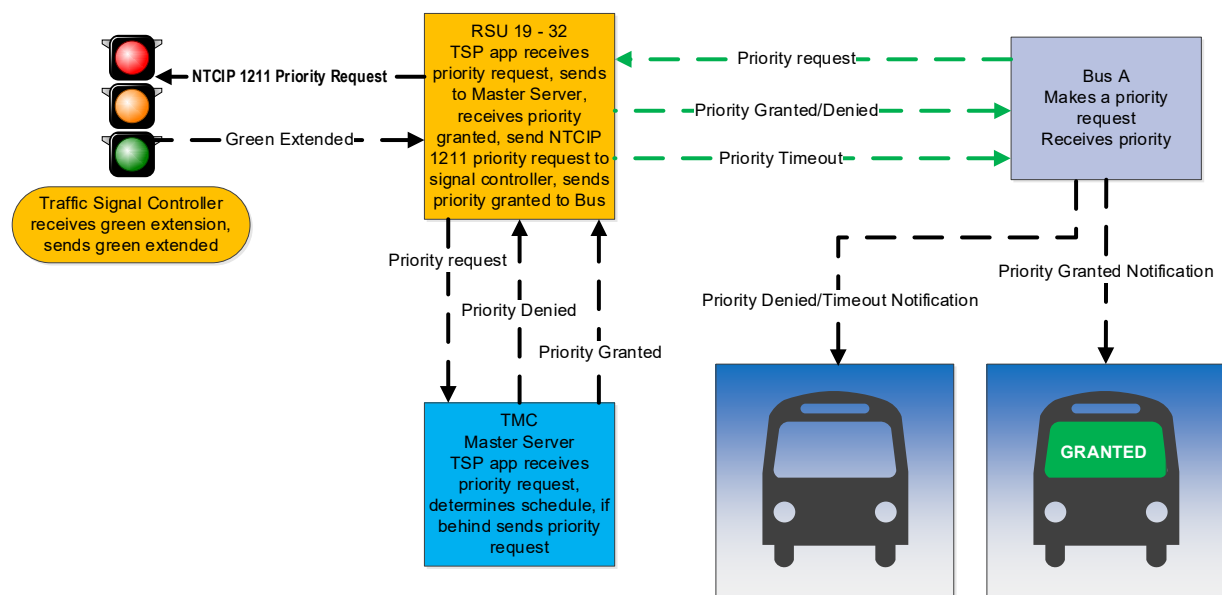 RSU 19 - 32
TSP app receives
priority request, sends
to Master Server,
receives priority
granted, send NTCIP
1211 priority request to
signal controller, sends
priority granted to Bus
NTCIP 1211 Priority Request
Green Extended
Traffic Signal Controller
receives green extension,
sends green extended
Priority request
Priority Granted/Denied
Priority Timeout
Bus A
Makes a priority
request
Receives priority
Priority request
Priority Denied
Priority Granted
Priority Denied/Timeout Notification
Priority Granted Notification
TMC
Master Server
TSP app receives
priority request,
determines schedule, if
behind sends priority
request
GRANTED